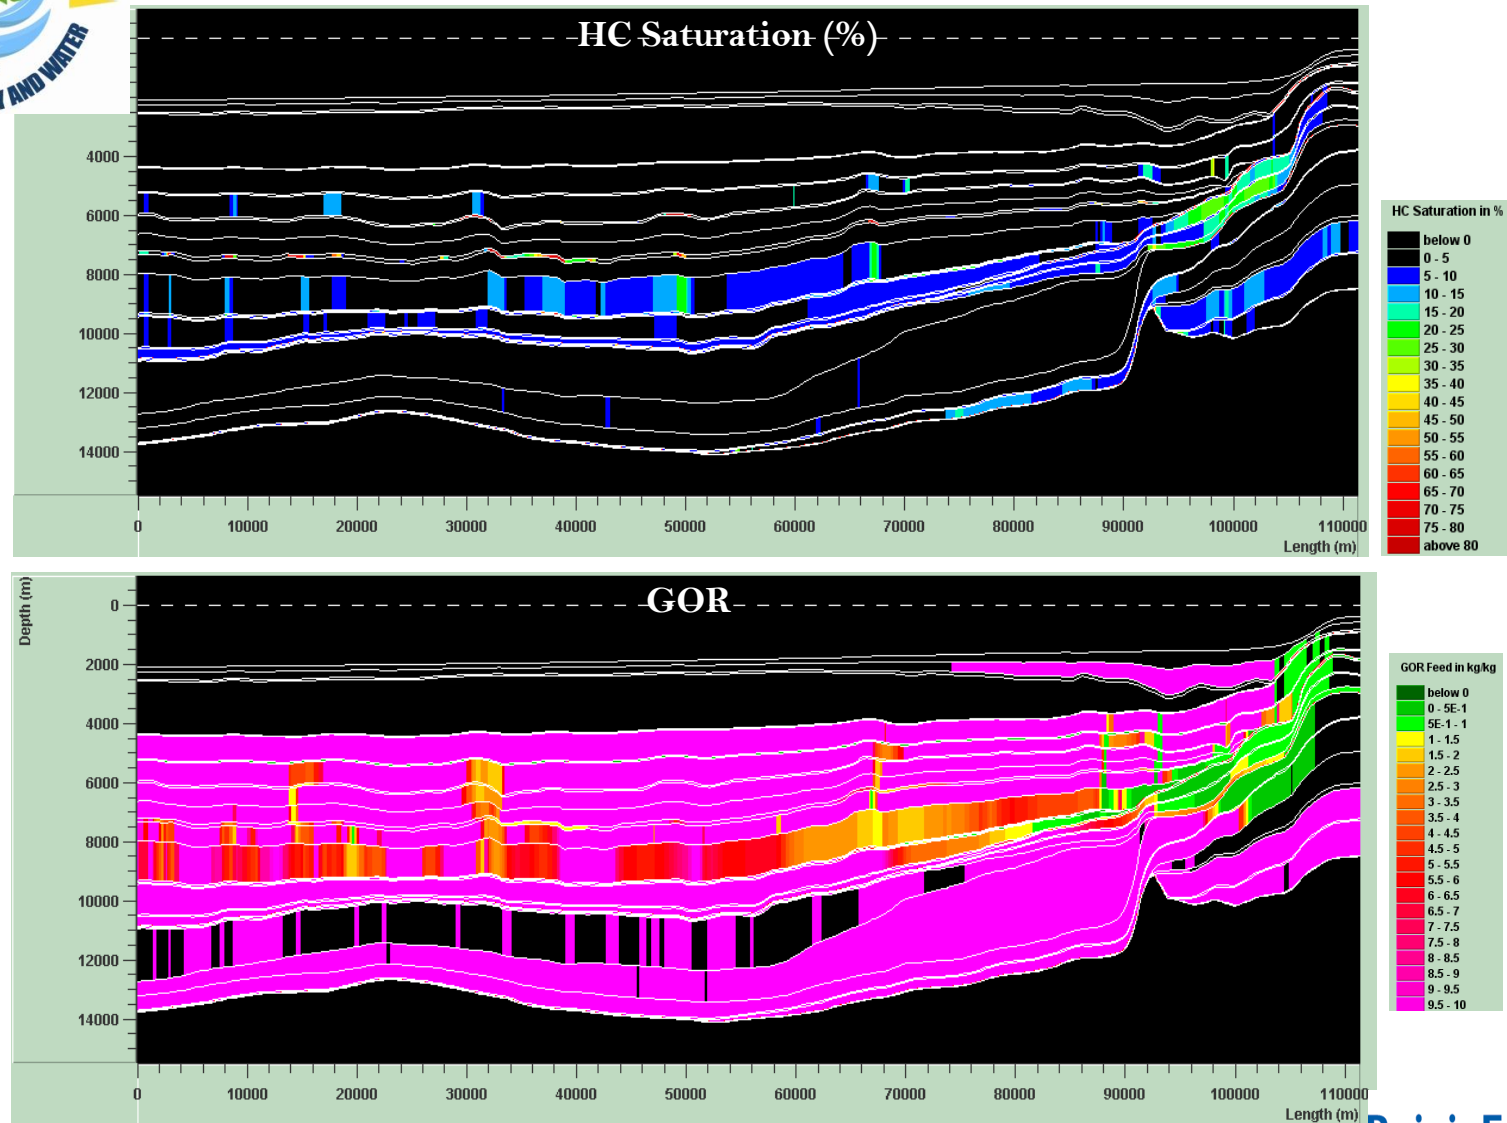 Y AND WATER
HC Saturation (%)
4000
6000
8000
10000
12000
14000
0 10000 20000 30000 40000 50000 60000 70000 80000 90000 100000 110000
Length (m)
HC Saturation in %
below 0
0 - 5
5 - 10
10 - 15
15 - 20
20 - 25
25 - 30
30 - 35
35 - 40
40 - 45
45 - 50
50 - 55
55 - 60
60 - 65
65 - 70
70 - 75
75 - 80
above 80
GOR
Depth (m)
0
2000
4000
6000
8000
10000
12000
14000
0 10000 20000 30000 40000 50000 60000 70000 80000 90000 100000 110000
Length (m)
GOR Feed in kg/kg
below 0
0 - 5E-1
5E-1 - 1
1 - 1.5
1.5 - 2
2 - 2.5
2.5 - 3
3 - 3.5
3.5 - 4
4 - 4.5
4.5 - 5
5 - 5.5
5.5 - 6
6 - 6.5
6.5 - 7
7 - 7.5
7.5 - 8
8 - 8.5
8.5 - 9
9 - 9.5
9.5 - 10